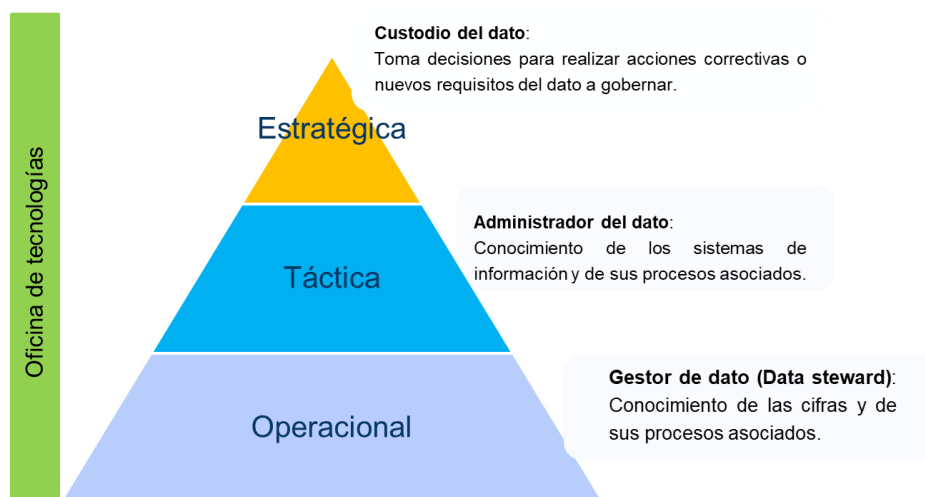 Oficina de tecnologías
Custodio del dato:
Toma decisiones para realizar acciones correctivas o
nuevos requisitos del dato a gobernar.
Estratégica
Administrador del dato:
Conocimiento de los sistemas de
información y de sus procesos asociados.
Táctica
Gestor de dato (Data steward):
Conocimiento de las cifras y de
sus procesos asociados.
Operacional